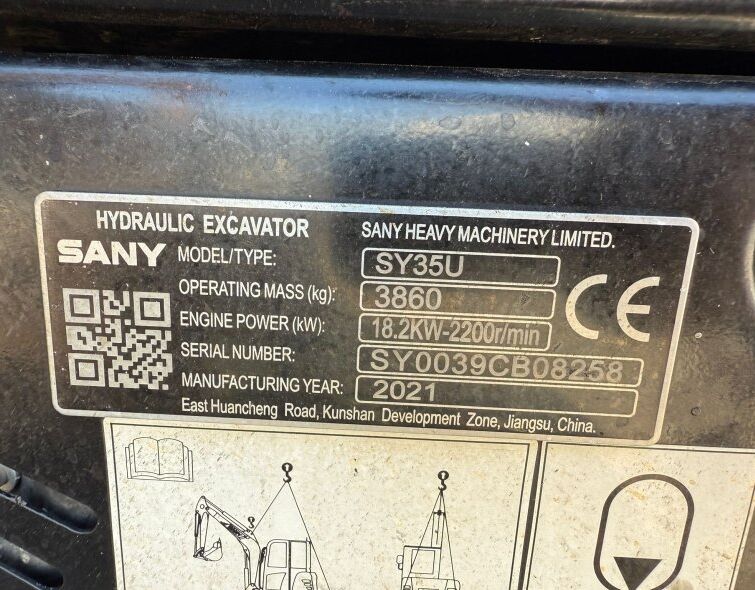 HYDRAULIC EXCAVATOR
SANY HEAVY MACHINERY LIMITED.
SANY
MODEL/TYPE: SY35U
OPERATING MASS (kg): 3860
CE
ENGINE POWER (kW): 18.2KW-2200r/min
SERIAL NUMBER: SY0039CB08258
MANUFACTURING YEAR: 2021
East Huancheng Road, Kunshan Development Zone, Jiangsu, China.